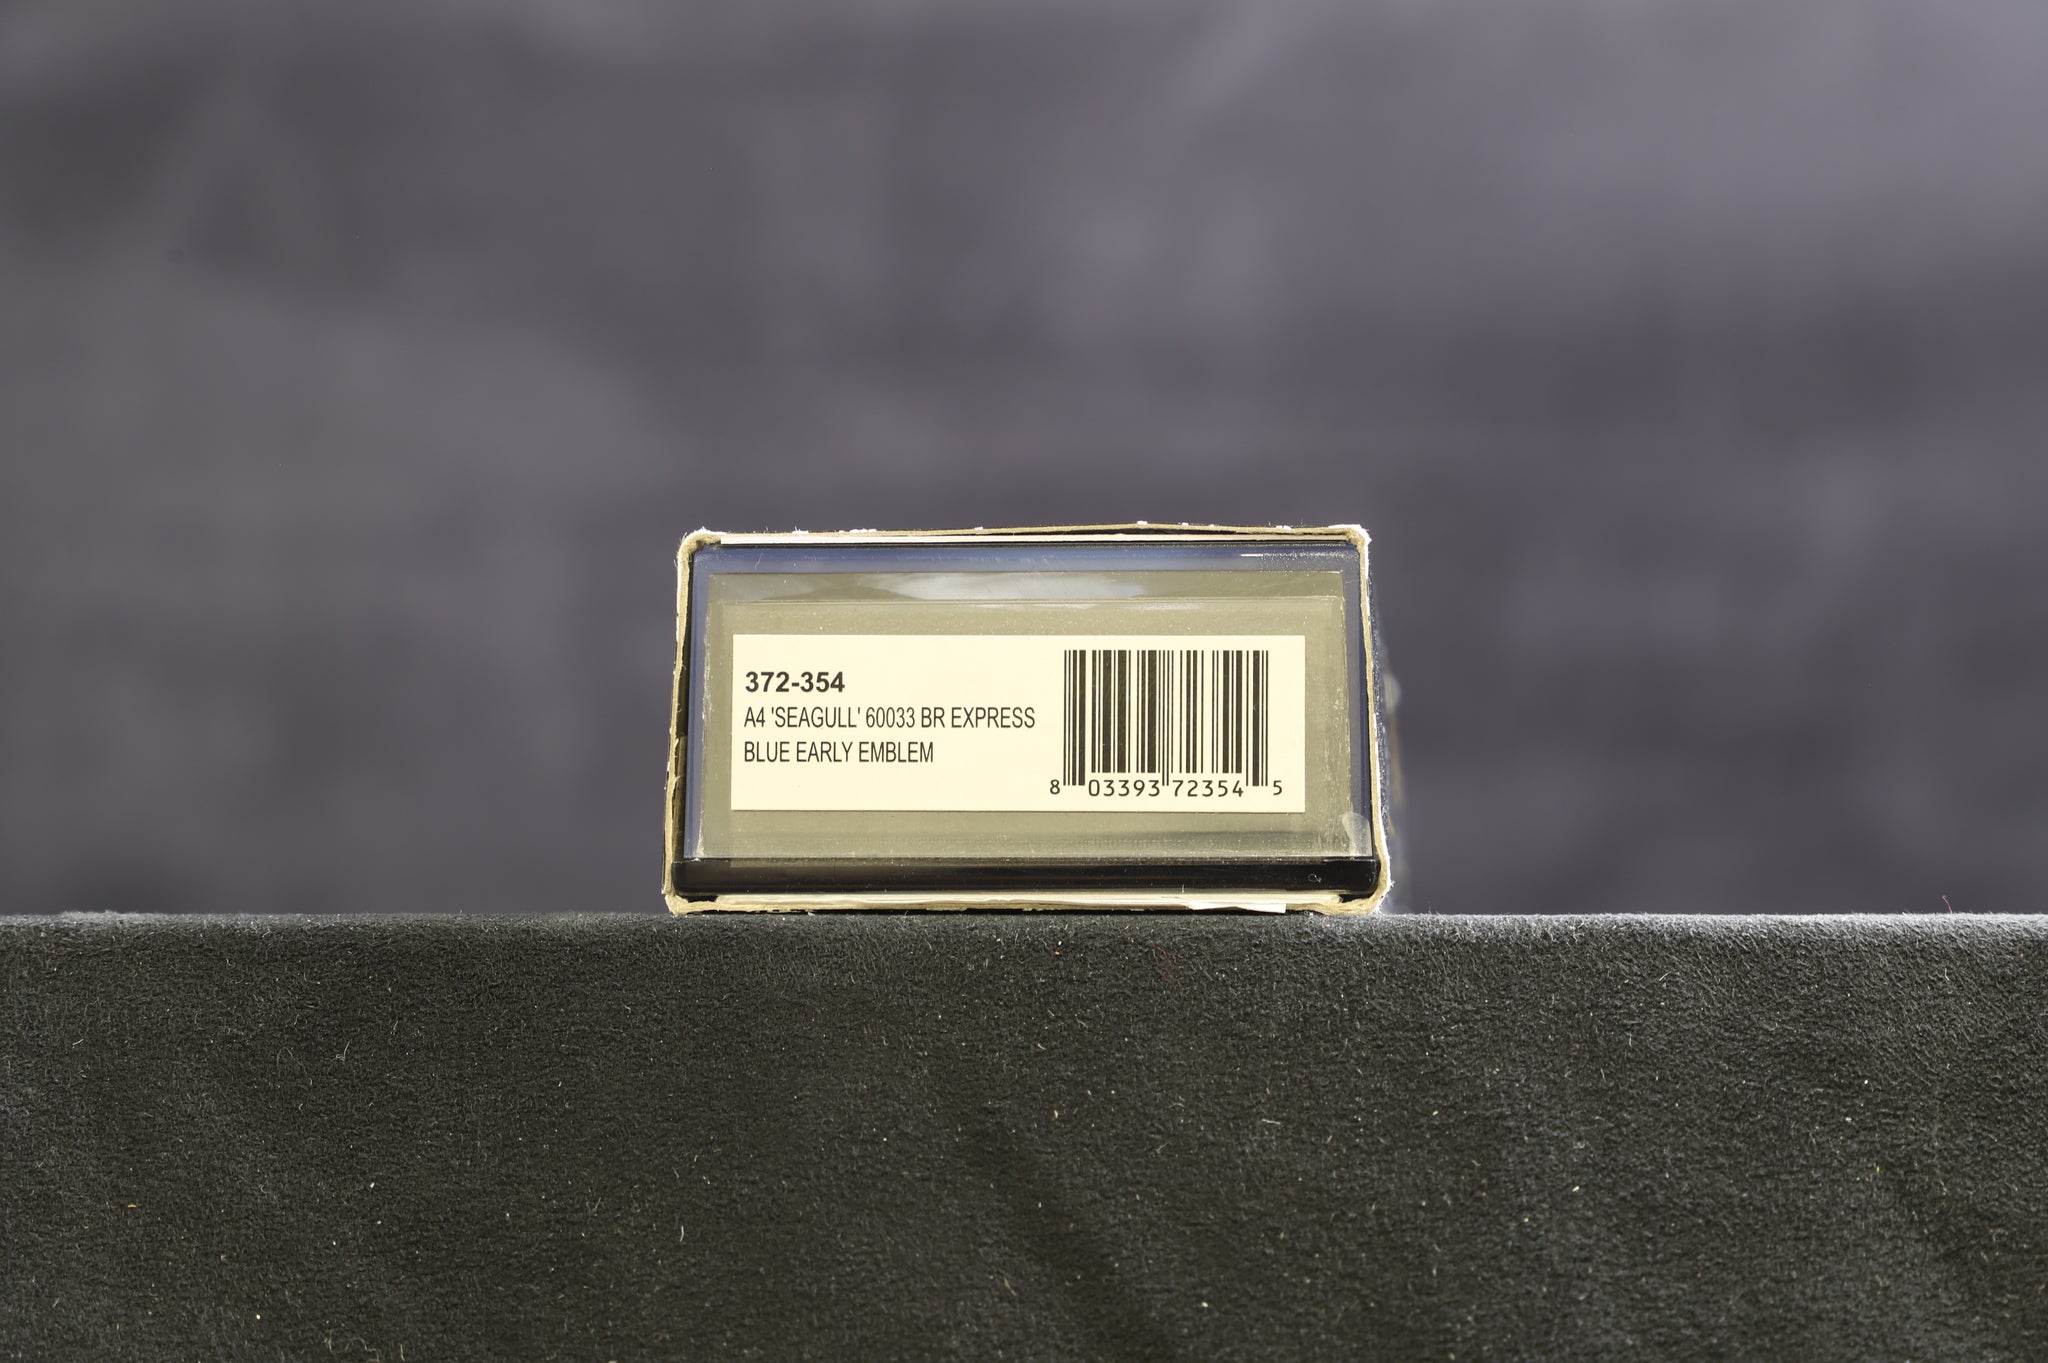 372-354
A4 'SEAGULL' 60033 BR EXPRESS
BLUE EARLY EMBLEM
8 03393 72354 5